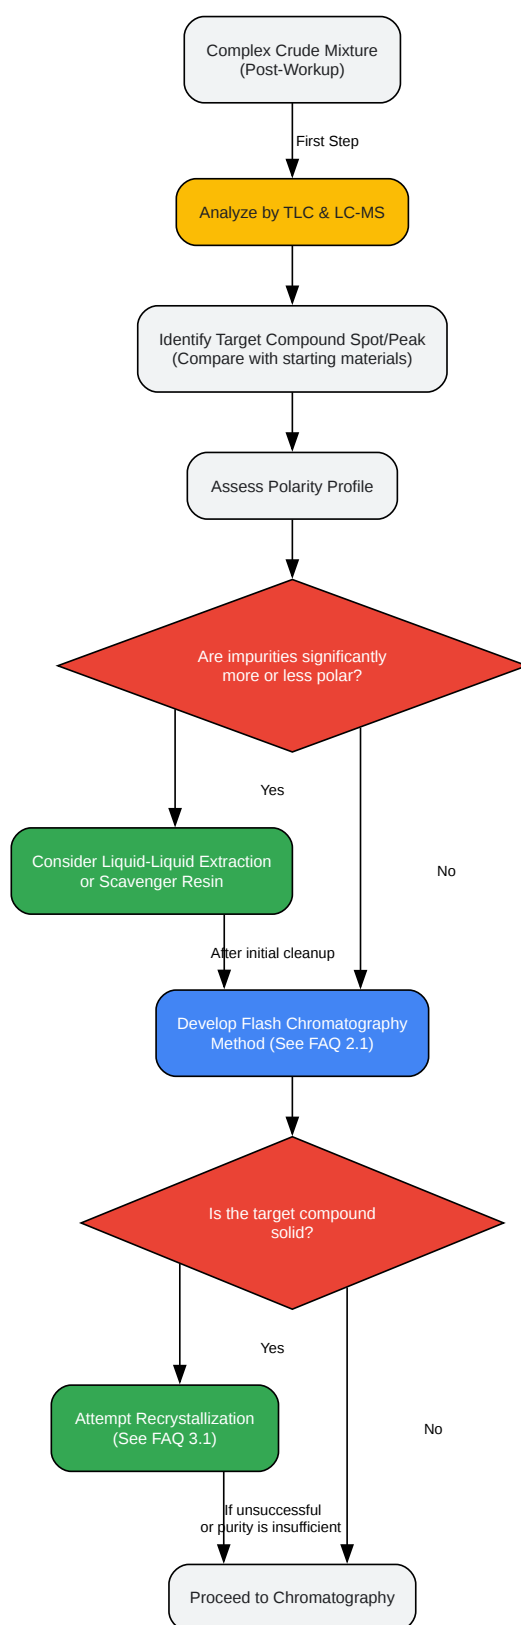 Complex Crude Mixture
(Post-Workup)
First Step
Analyze by TLC & LC-MS
Identify Target Compound Spot/Peak
(Compare with starting materials)
Assess Polarity Profile
Are impurities significantly
more or less polar?
Yes
Consider Liquid-Liquid Extraction
or Scavenger Resin
No
After initial cleanup
Develop Flash Chromatography
Method (See FAQ 2.1)
Is the target compound
solid?
Yes
Attempt Recrystallization
(See FAQ 3.1)
No
If unsuccessful
or purity is insufficient
Proceed to Chromatography